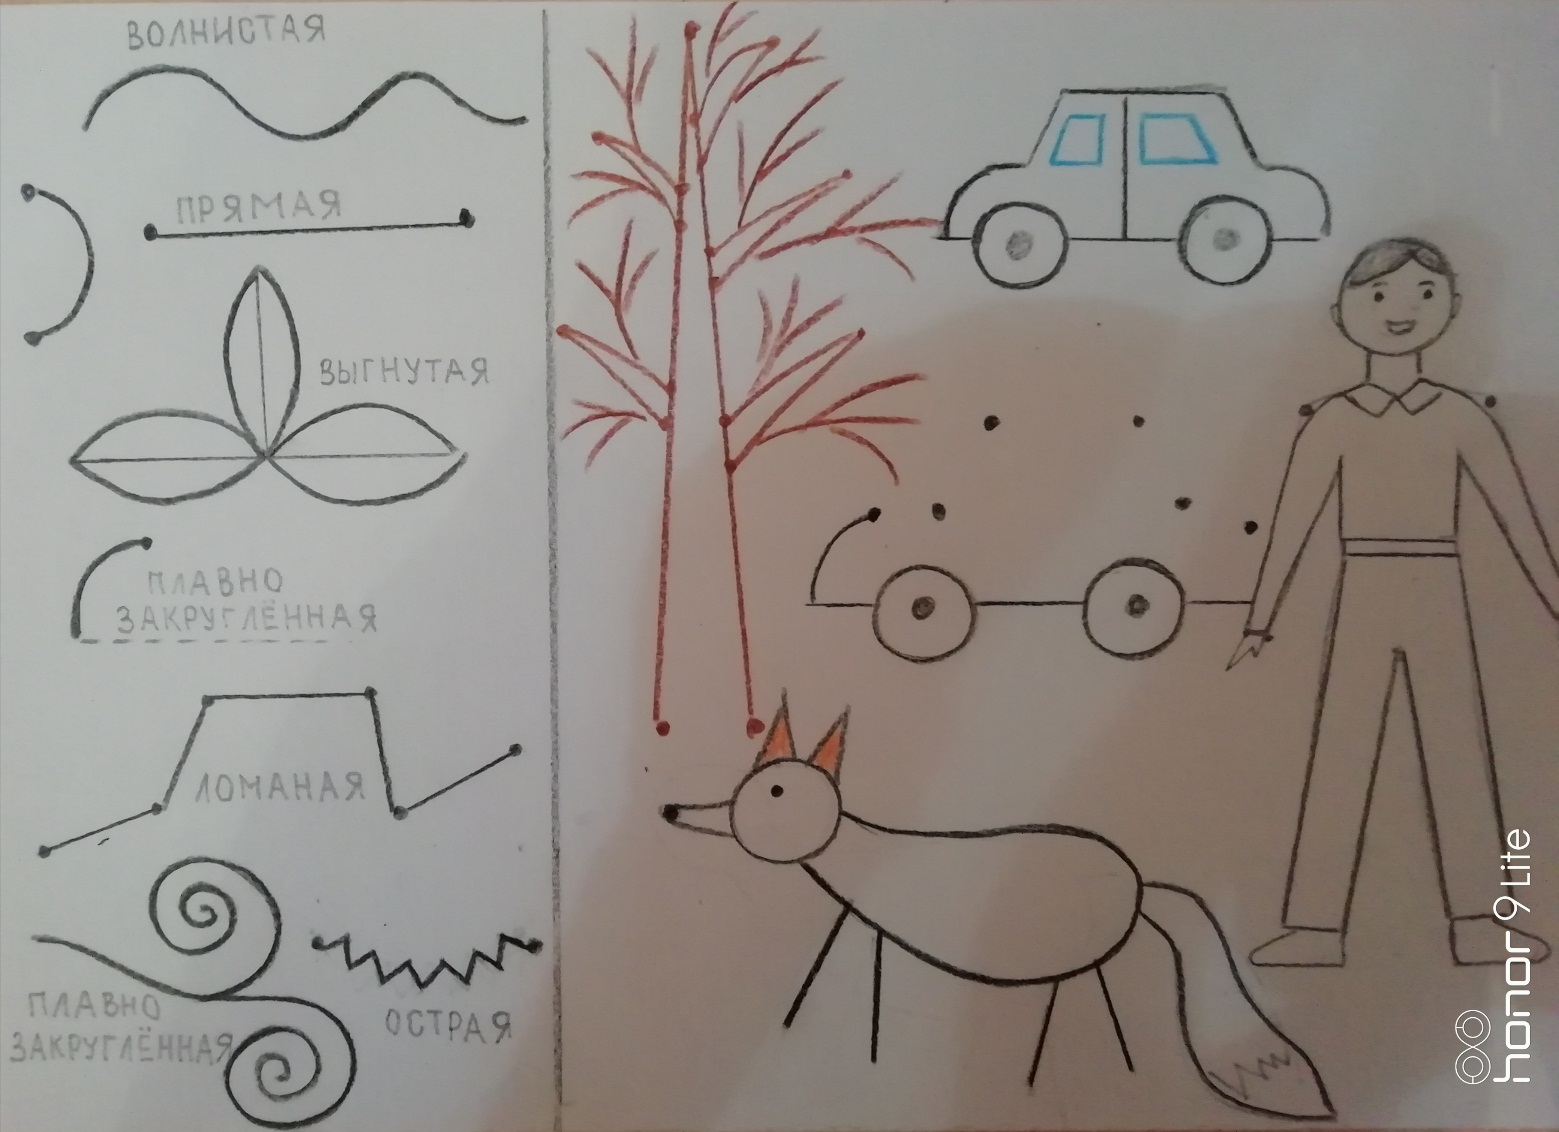 ВОЛНИСТАЯ
ПРЯМАЯ
ВЫГНУТАЯ
ПЛАВНО
ЗАКРУГЛЁННАЯ
ЛОМАНАЯ
ПЛАВНО
ЗАКРУГЛЁННАЯ
ОСТРАЯ
honor 9 Lite